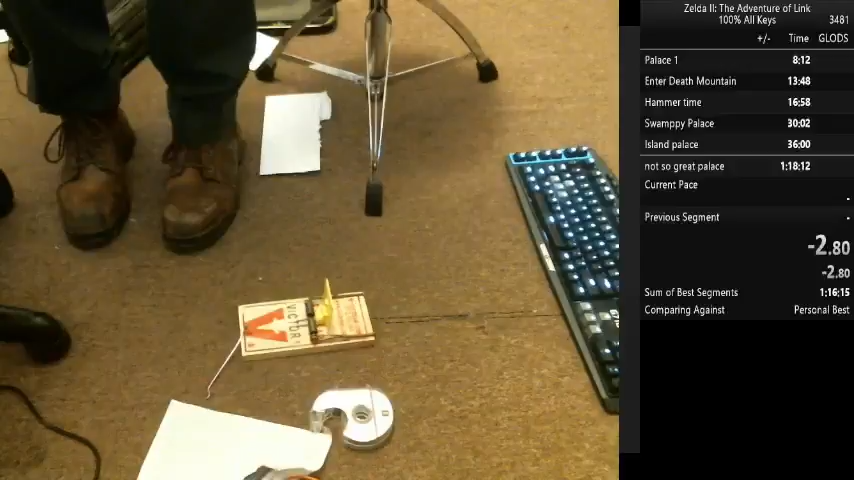 Zelda II: The Adventure of Link
100% All Keys 3481
+/- Time GLODS
Palace 1 8:12
Enter Death Mountain 13:48
Hammer time 16:58
Swamppy Palace 30:02
Island palace 36:00
not so great palace 1:18:12
Current Pace -
Previous Segment -
-2.80
-2.80
Sum of Best Segments 1:16:15
Comparing Against Personal Best
VICTOR